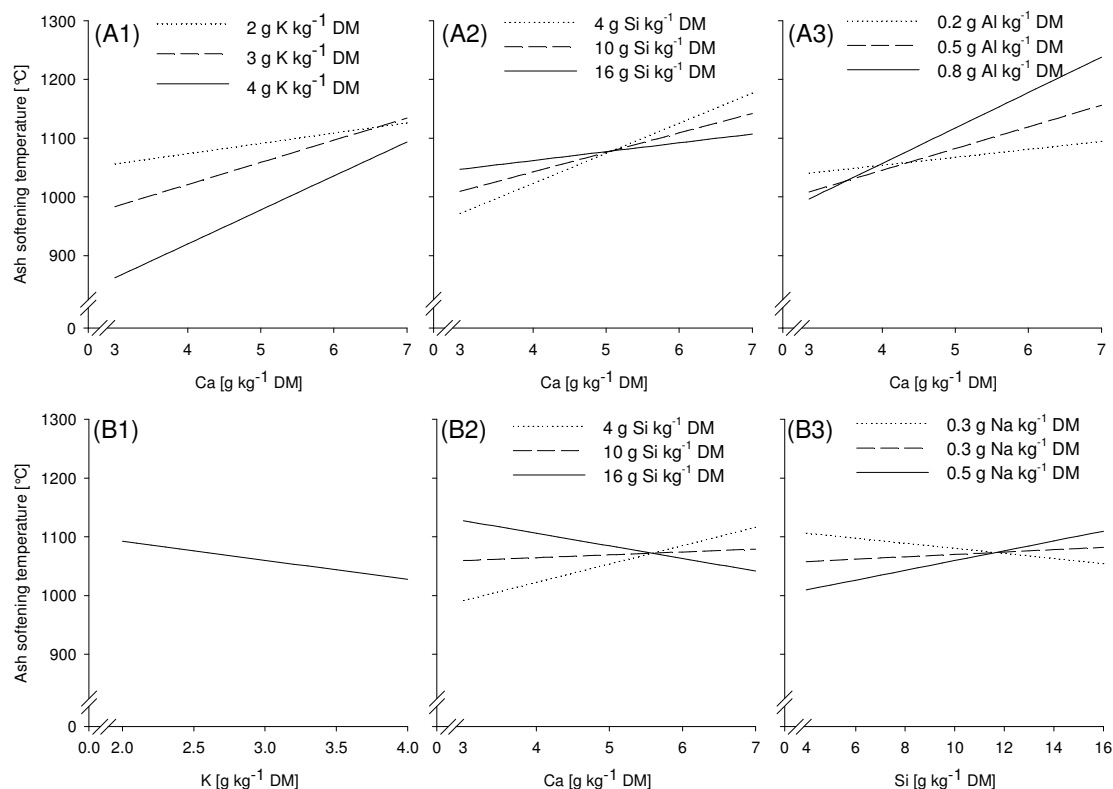 Ash softening temperature [°C]
1300
1200
1100
1000
900
0
(A1)
2 g K kg-1 DM
3 g K kg-1 DM
4 g K kg-1 DM
0 3 4 5 6 7
Ca [g kg-1 DM]
(A2)
4 g Si kg-1 DM
10 g Si kg-1 DM
16 g Si kg-1 DM
0 3 4 5 6 7
Ca [g kg-1 DM]
(A3)
0.2 g Al kg-1 DM
0.5 g Al kg-1 DM
0.8 g Al kg-1 DM
0 3 4 5 6 7
Ca [g kg-1 DM]
Ash softening temperature [°C]
1300
1200
1100
1000
900
0
(B1)
0.0 2.0 2.5 3.0 3.5 4.0
K [g kg-1 DM]
(B2)
4 g Si kg-1 DM
10 g Si kg-1 DM
16 g Si kg-1 DM
0 3 4 5 6 7
Ca [g kg-1 DM]
(B3)
0.3 g Na kg-1 DM
0.3 g Na kg-1 DM
0.5 g Na kg-1 DM
0 4 6 8 10 12 14 16
Si [g kg-1 DM]